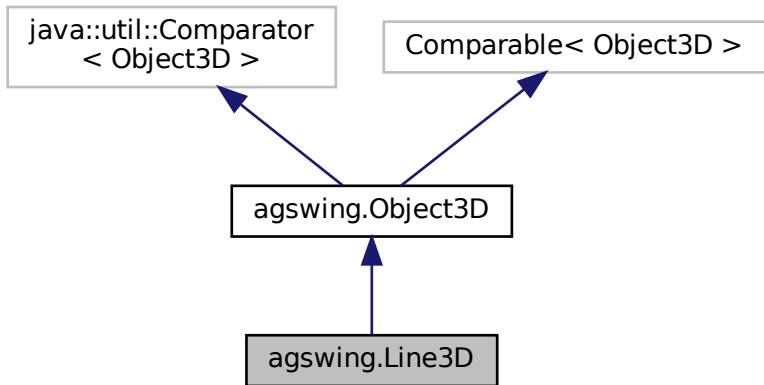 java::util::Comparator
< Object3D >
Comparable< Object3D >
agswing.Object3D
agswing.Line3D